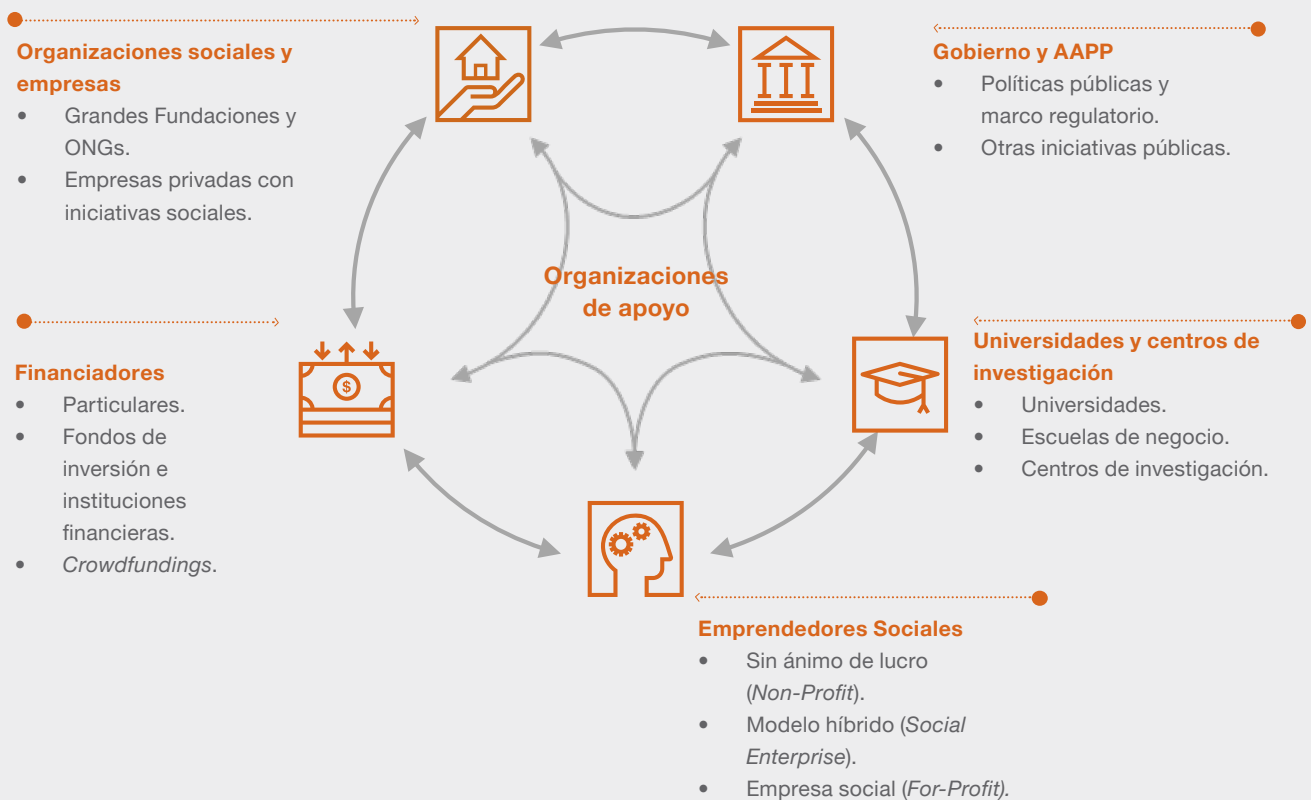 Organizaciones sociales y
empresas
• Grandes Fundaciones y
ONGs.
• Empresas privadas con
iniciativas sociales.
Gobierno y AAPP
• Políticas públicas y
marco regulatorio.
• Otras iniciativas públicas.
Organizaciones
de apoyo
Financiadores
• Particulares.
• Fondos de
inversión e
instituciones
financieras.
• Crowdfundings.
$
Universidades y centros de
investigación
• Universidades.
• Escuelas de negocio.
• Centros de investigación.
Emprendedores Sociales
• Sin ánimo de lucro
(Non-Profit).
• Modelo híbrido (Social
Enterprise).
• Empresa social (For-Profit).